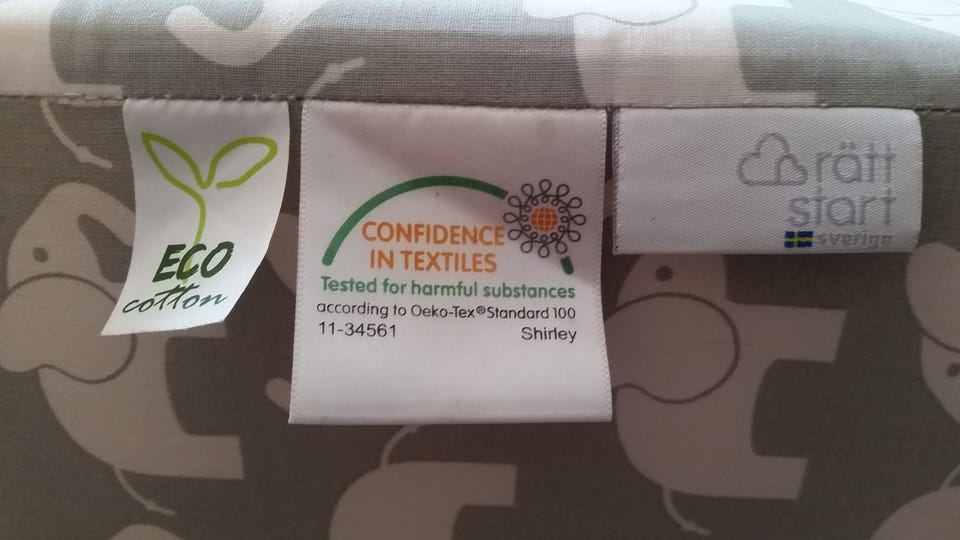 ECO
cotton
CONFIDENCE
IN TEXTILES
Tested for harmful substances
according to Oeko-Tex®Standard 100
11-34561 Shirley
rätt
start
sverige